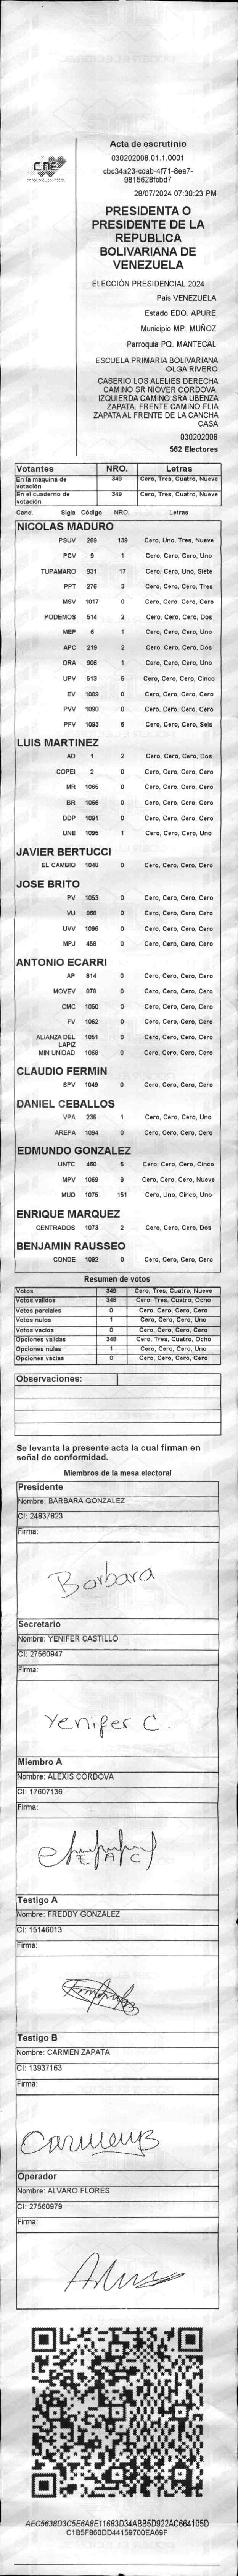 CNE
Acta de escrutinio
030202008.01.1.0001
cbc34a23-ccab-4f71-8ee7-
9815628fcbd7
28/07/2024 07:30:23 PM
PRESIDENTA O
PRESIDENTE DE LA
REPUBLICA
BOLIVARIANA DE
VENEZUELA
ELECCIÓN PRESIDENCIAL 2024
Pais VENEZUELA
Estado EDO. APURE
Municipio MP. MUÑOZ
Parroquia PQ. MANTECAL
ESCUELA PRIMARIA BOLIVARIANA
OLGA RIVERO
CASERIO LOS ALELIES DERECHA
CAMINO SR NIOVER CORDOVA.
IZQUIERDA CAMINO SRA UBENZA
ZAPATA. FRENTE CAMINO FLIA
ZAPATA AL FRENTE DE LA CANCHA
CASA
030202008
562 Electores
Votantes NRO. Letras
En la máquina de votación 349 Cero, Tres, Cuatro, Nueve
En el cuaderno de votación 349 Cero, Tres, Cuatro, Nueve
Cand. Sigla Código NRO. Letras
NICOLAS MADURO
PSUV 269 139 Cero, Uno, Tres, Nueve
PCV 9 1 Cero, Cero, Cero, Uno
TUPAMARO 931 17 Cero, Cero, Uno, Siete
PPT 276 3 Cero, Cero, Cero, Tres
MSV 1017 0 Cero, Cero, Cero, Cero
PODEMOS 514 2 Cero, Cero, Cero, Dos
MEP 6 1 Cero, Cero, Cero, Uno
APC 219 2 Cero, Cero, Cero, Dos
ORA 906 1 Cero, Cero, Cero, Uno
UPV 513 5 Cero, Cero, Cero, Cinco
EV 1089 0 Cero, Cero, Cero, Cero
PVV 1090 0 Cero, Cero, Cero, Cero
PFV 1093 6 Cero, Cero, Cero, Seis
LUIS MARTINEZ
AD 1 2 Cero, Cero, Cero, Dos
COPEI 2 0 Cero, Cero, Cero, Cero
MR 1065 0 Cero, Cero, Cero, Cero
BR 1066 0 Cero, Cero, Cero, Cero
DDP 1091 0 Cero, Cero, Cero, Cero
UNE 1095 1 Cero, Cero, Cero, Uno
JAVIER BERTUCCI
EL CAMBIO 1048 0 Cero, Cero, Cero, Cero
JOSE BRITO
PV 1053 0 Cero, Cero, Cero, Cero
VU 868 0 Cero, Cero, Cero, Cero
UVV 1096 0 Cero, Cero, Cero, Cero
MPJ 458 0 Cero, Cero, Cero, Cero
ANTONIO ECARRI
AP 814 0 Cero, Cero, Cero, Cero
MOVEV 878 0 Cero, Cero, Cero, Cero
CMC 1050 0 Cero, Cero, Cero, Cero
FV 1062 0 Cero, Cero, Cero, Cero
ALIANZA DEL LAPIZ 1051 0 Cero, Cero, Cero, Cero
MIN UNIDAD 1068 0 Cero, Cero, Cero, Cero
CLAUDIO FERMIN
SPV 1049 0 Cero, Cero, Cero, Cero
DANIEL CEBALLOS
VPA 236 1 Cero, Cero, Cero, Uno
AREPA 1094 0 Cero, Cero, Cero, Cero
EDMUNDO GONZALEZ
UNTC 460 5 Cero, Cero, Cero, Cinco
MPV 1069 9 Cero, Cero, Cero, Nueve
MUD 1075 151 Cero, Uno, Cinco, Uno
ENRIQUE MARQUEZ
CENTRADOS 1073 2 Cero, Cero, Cero, Dos
BENJAMIN RAUSSEO
CONDE 1092 0 Cero, Cero, Cero, Cero
Resumen de votos
Votos 349 Cero, Tres, Cuatro, Nueve
Votos validos 348 Cero, Tres, Cuatro, Ocho
Votos parciales 0 Cero, Cero, Cero, Cero
Votos nulos 1 Cero, Cero, Cero, Uno
Votos vacios 0 Cero, Cero, Cero, Cero
Opciones validas 348 Cero, Tres, Cuatro, Ocho
Opciones nulas 1 Cero, Cero, Cero, Uno
Opciones vacias 0 Cero, Cero, Cero, Cero
Observaciones:
Se levanta la presente acta la cual firman en
señal de conformidad.
Miembros de la mesa electoral
Presidente
Nombre: BARBARA GONZALEZ
CI: 24837823
Firma:
Barbara
Secretario
Nombre: YENIFER CASTILLO
CI: 27560947
Firma:
Yenifer C.
Miembro A
Nombre: ALEXIS CORDOVA
CI: 17607136
Firma:
Testigo A
Nombre: FREDDY GONZALEZ
CI: 15146013
Firma:
Testigo B
Nombre: CARMEN ZAPATA
CI: 13937163
Firma:
Operador
Nombre: ALVARO FLORES
CI: 27560979
Firma:
AEC5638D3C5E6A8E11683D34ABB5D922AC664105D
C1B5F860DD44159700EA69F